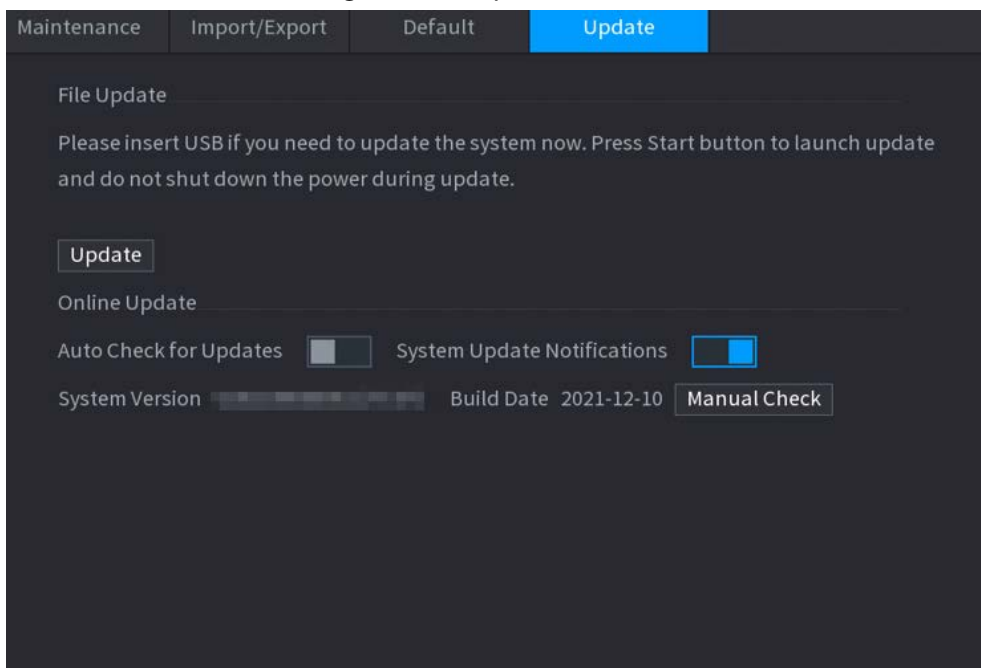 Maintenance Import/Export Default Update
File Update
Please insert USB if you need to update the system now. Press Start button to launch update
and do not shut down the power during update.
Update
Online Update
Auto Check for Updates System Update Notifications
System Version Build Date 2021-12-10 Manual Check